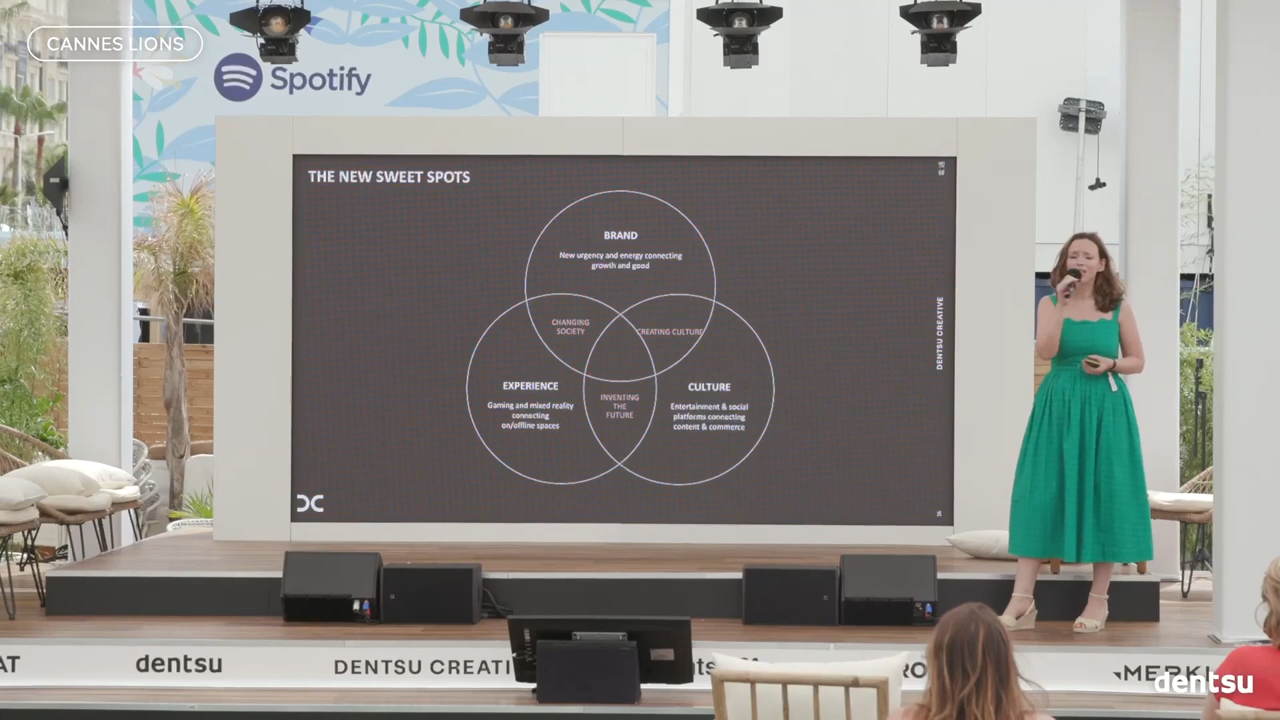 CANNES LIONS
Spotify
THE NEW SWEET SPOTS
BRAND
New urgency and energy connecting
growth and good
CHANGING
SOCIETY
CREATING CULTURE
EXPERIENCE
Gaming and mixed reality
connecting
on/offline spaces
INVENTING
THE
FUTURE
CULTURE
Entertainment & social
platforms connecting
content & commerce
DENTSU CREATIVE
dentsu
DENTSU CREATI
MERKL
dentsu